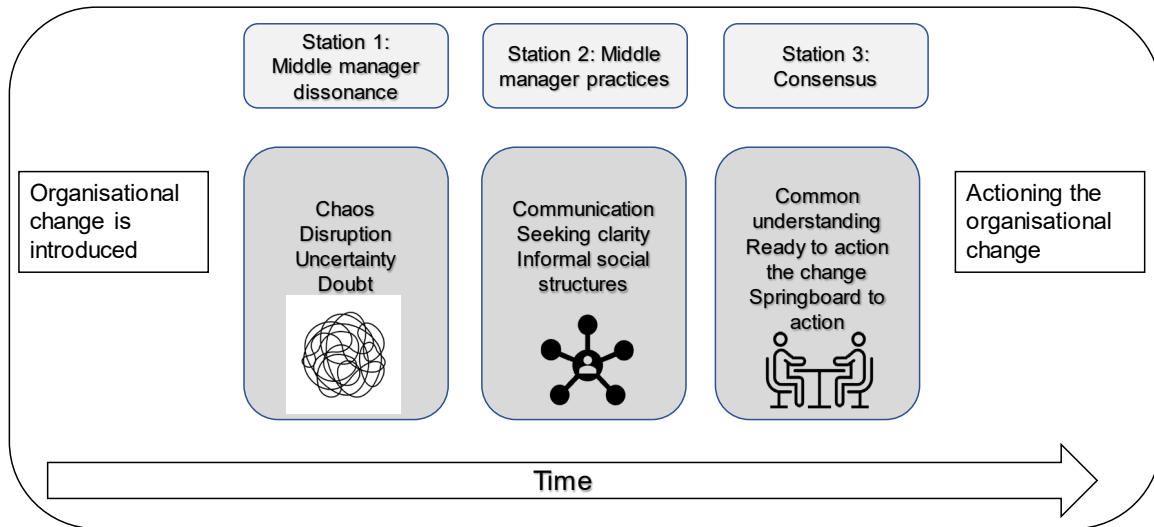 Station 1:
Middle manager
dissonance
Station 2: Middle
manager practices
Station 3:
Consensus
Organisational
change is
introduced
Chaos
Disruption
Uncertainty
Doubt
Communication
Seeking clarity
Informal social
structures
Common
understanding
Ready to action
the change
Springboard to
action
Actioning the
organisational
change
Time